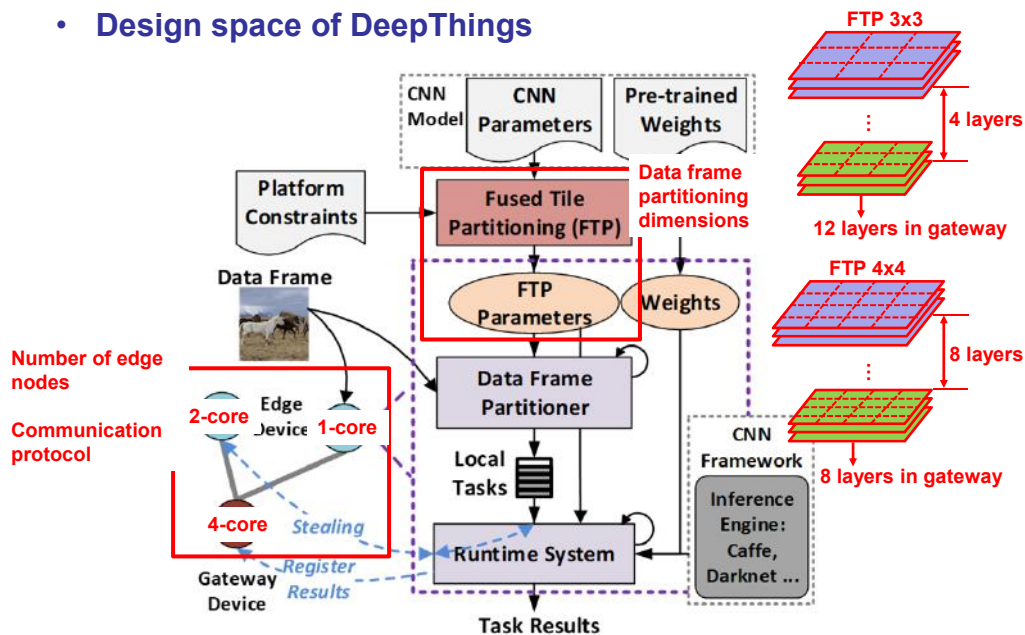 • Design space of DeepThings
CNN
Model
CNN
Parameters
Pre-trained
Weights
Platform
Constraints
Fused Tile
Partitioning (FTP)
Data frame
partitioning
dimensions
Data Frame
FTP
Parameters
Weights
Number of edge
nodes
Communication
protocol
2-core
Edge
Device
1-core
4-core
Gateway
Device
Stealing
Register
Results
Data Frame
Partitioner
Local
Tasks
Runtime System
Task Results
CNN
Framework
Inference
Engine:
Caffe,
Darknet ...
FTP 3x3
⋮
4 layers
12 layers in gateway
FTP 4x4
⋮
8 layers
8 layers in gateway